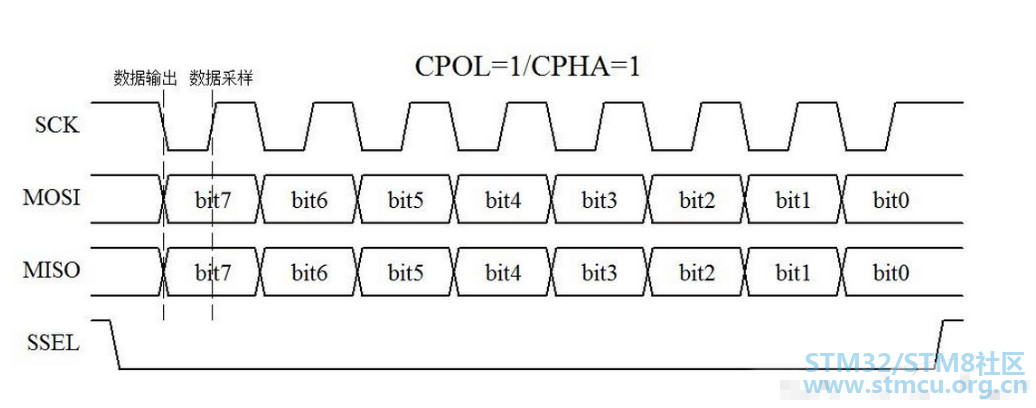 CPOL=1/CPHA=1
数据输出 数据采样
SCK
MOSI bit7 bit6 bit5 bit4 bit3 bit2 bit1 bit0
MISO bit7 bit6 bit5 bit4 bit3 bit2 bit1 bit0
SSEL
STM32/STM8社区
www.stmcu.org.cn